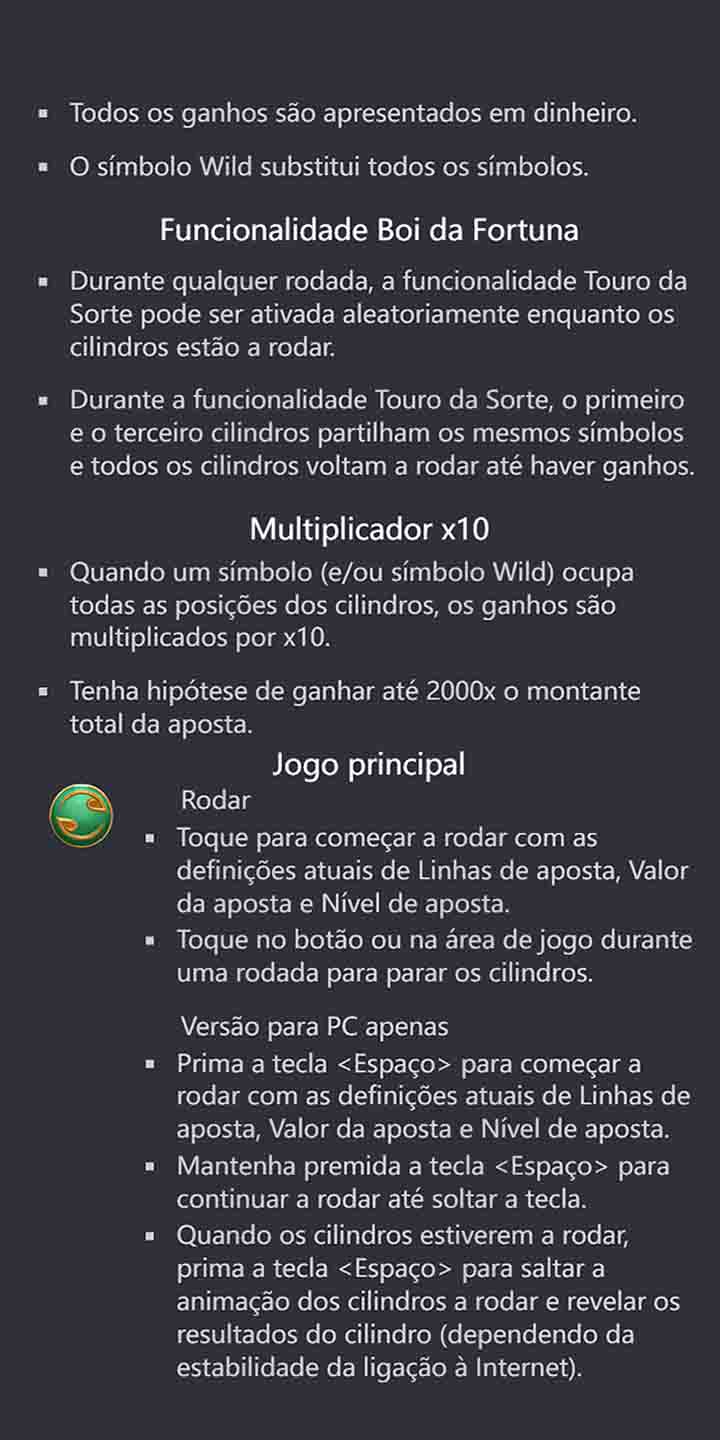 ▪ Todos os ganhos são apresentados em dinheiro.
▪ O símbolo Wild substitui todos os símbolos.
Funcionalidade Boi da Fortuna
▪ Durante qualquer rodada, a funcionalidade Touro da
Sorte pode ser ativada aleatoriamente enquanto os
cilindros estão a rodar.
▪ Durante a funcionalidade Touro da Sorte, o primeiro
e o terceiro cilindros partilham os mesmos símbolos
e todos os cilindros voltam a rodar até haver ganhos.
Multiplicador x10
▪ Quando um símbolo (e/ou símbolo Wild) ocupa
todas as posições dos cilindros, os ganhos são
multiplicados por x10.
▪ Tenha hipótese de ganhar até 2000x o montante
total da aposta.
Jogo principal
Rodar
▪ Toque para começar a rodar com as
definições atuais de Linhas de aposta, Valor
da aposta e Nível de aposta.
▪ Toque no botão ou na área de jogo durante
uma rodada para parar os cilindros.
Versão para PC apenas
▪ Prima a tecla <Espaço> para começar a
rodar com as definições atuais de Linhas de
aposta, Valor da aposta e Nível de aposta.
▪ Mantenha premida a tecla <Espaço> para
continuar a rodar até soltar a tecla.
▪ Quando os cilindros estiverem a rodar,
prima a tecla <Espaço> para saltar a
animação dos cilindros a rodar e revelar os
resultados do cilindro (dependendo da
estabilidade da ligação à Internet).